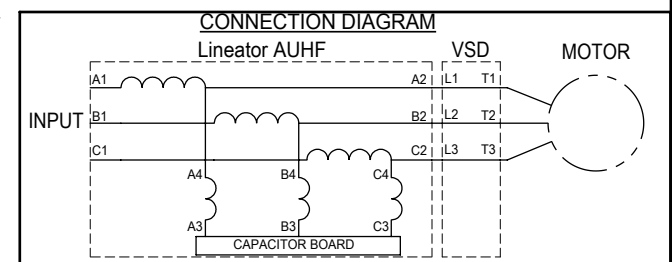 CONNECTION DIAGRAM
Lineator AUHF VSD MOTOR
A1 A2 L1 T1
INPUT B1 B2 L2 T2
C1 C2 L3 T3
A4 B4 C4
A3 B3 C3
CAPACITOR BOARD